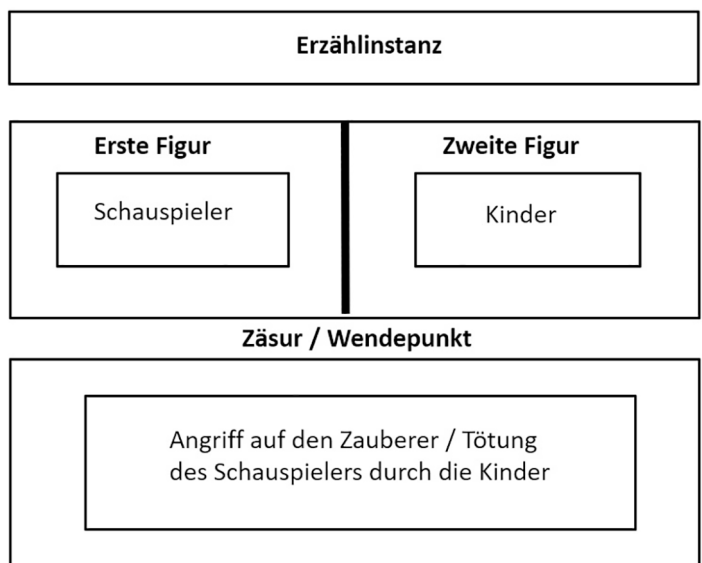 Erzählinstanz
Erste Figur
Zweite Figur
Schauspieler
Kinder
Zäsur / Wendepunkt
Angriff auf den Zauberer / Tötung
des Schauspielers durch die Kinder